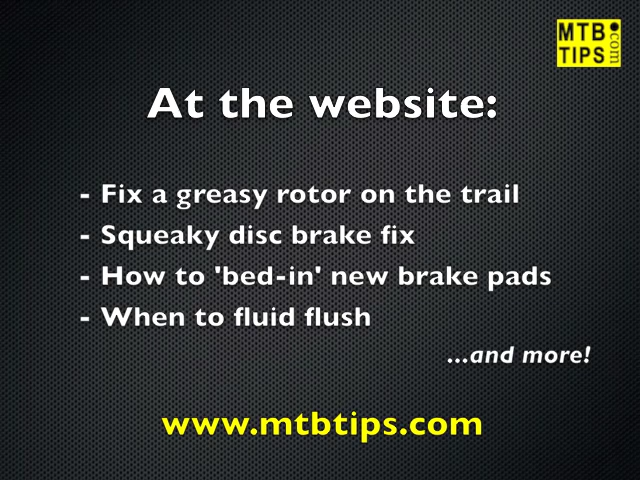 MTB
TIPS
.com
At the website:
- Fix a greasy rotor on the trail
- Squeaky disc brake fix
- How to 'bed-in' new brake pads
- When to fluid flush
...and more!
www.mtbtips.com